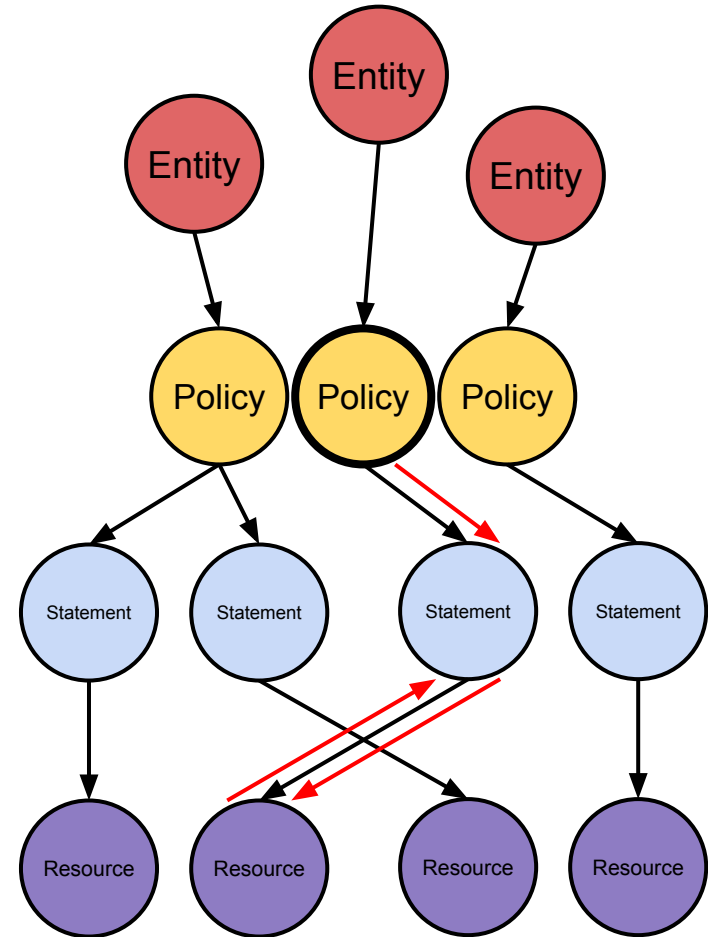 Entity
Entity
Entity
Policy
Policy
Policy
Statement
Statement
Statement
Statement
Resource
Resource
Resource
Resource